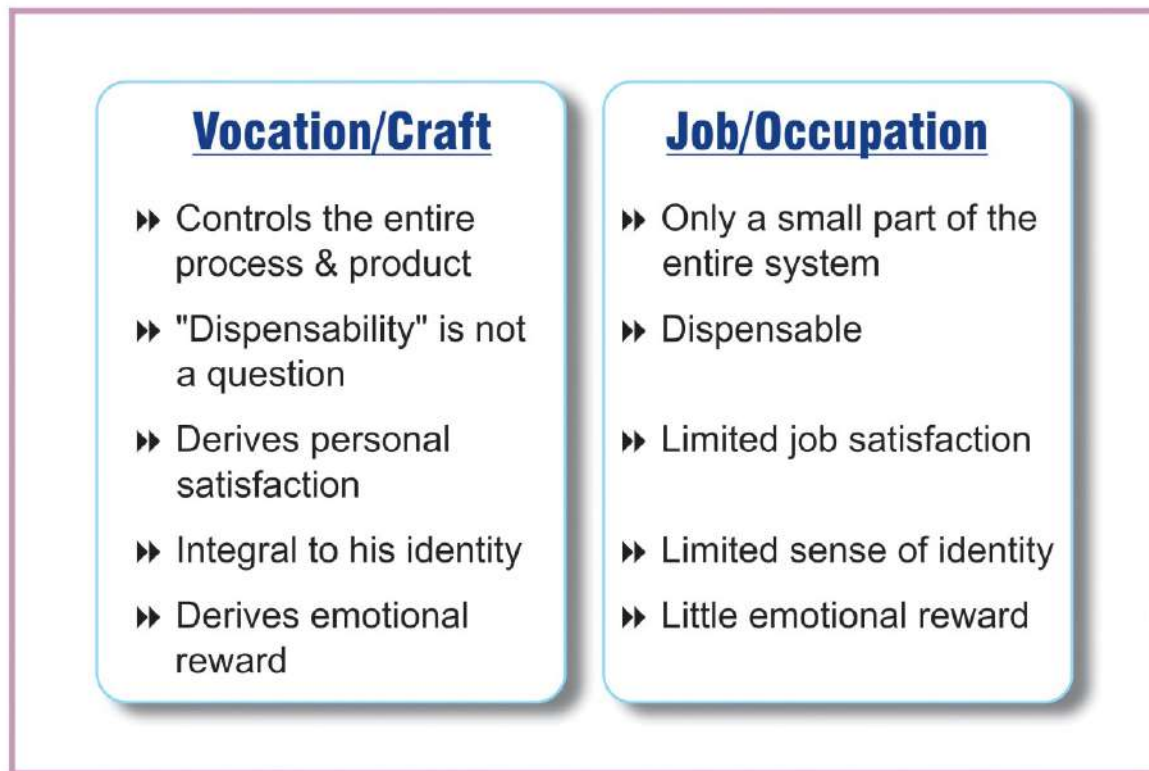 Vocation/Craft
▸▸ Controls the entire
process & product
▸▸ "Dispensability" is not
a question
▸▸ Derives personal
satisfaction
▸▸ Integral to his identity
▸▸ Derives emotional
reward
Job/Occupation
▸▸ Only a small part of the
entire system
▸▸ Dispensable
▸▸ Limited job satisfaction
▸▸ Limited sense of identity
▸▸ Little emotional reward